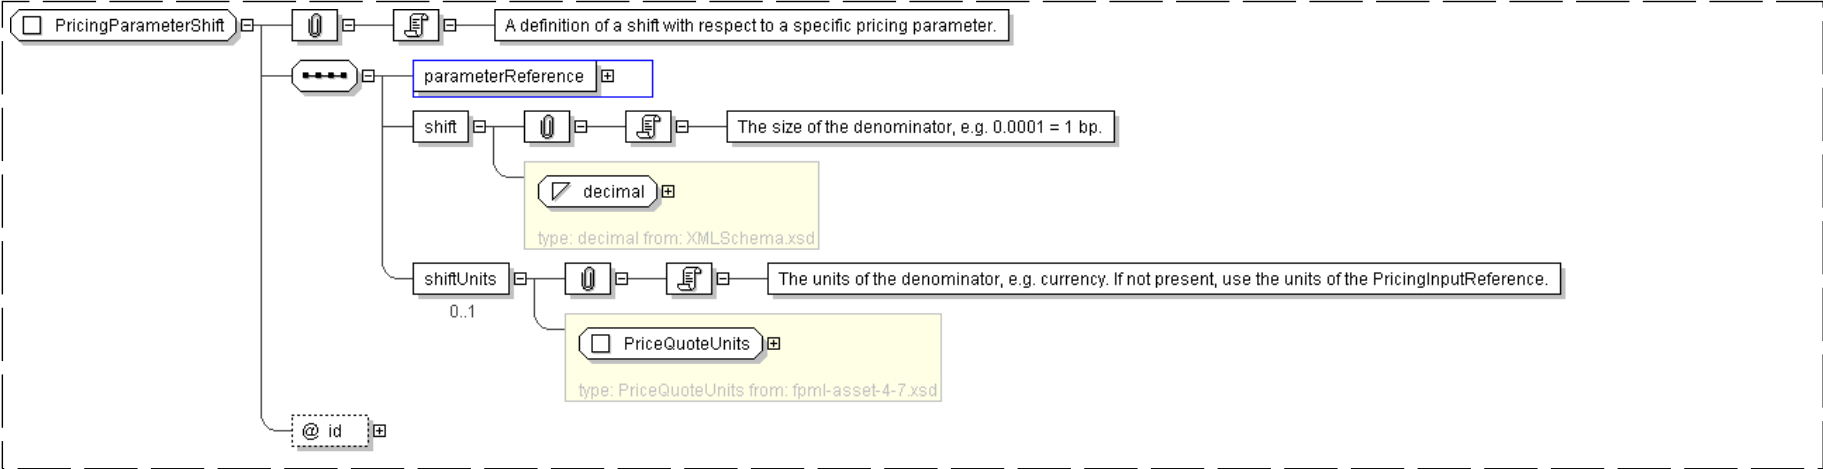 PricingParameterShift
A definition of a shift with respect to a specific pricing parameter.
parameterReference
shift
The size of the denominator, e.g. 0.0001 = 1 bp.
decimal
type: decimal from: XMLSchema.xsd
shiftUnits
The units of the denominator, e.g. currency. If not present, use the units of the PricingInputReference.
0..1
PriceQuoteUnits
type: PriceQuoteUnits from: fpml-asset-4-7.xsd
@ id